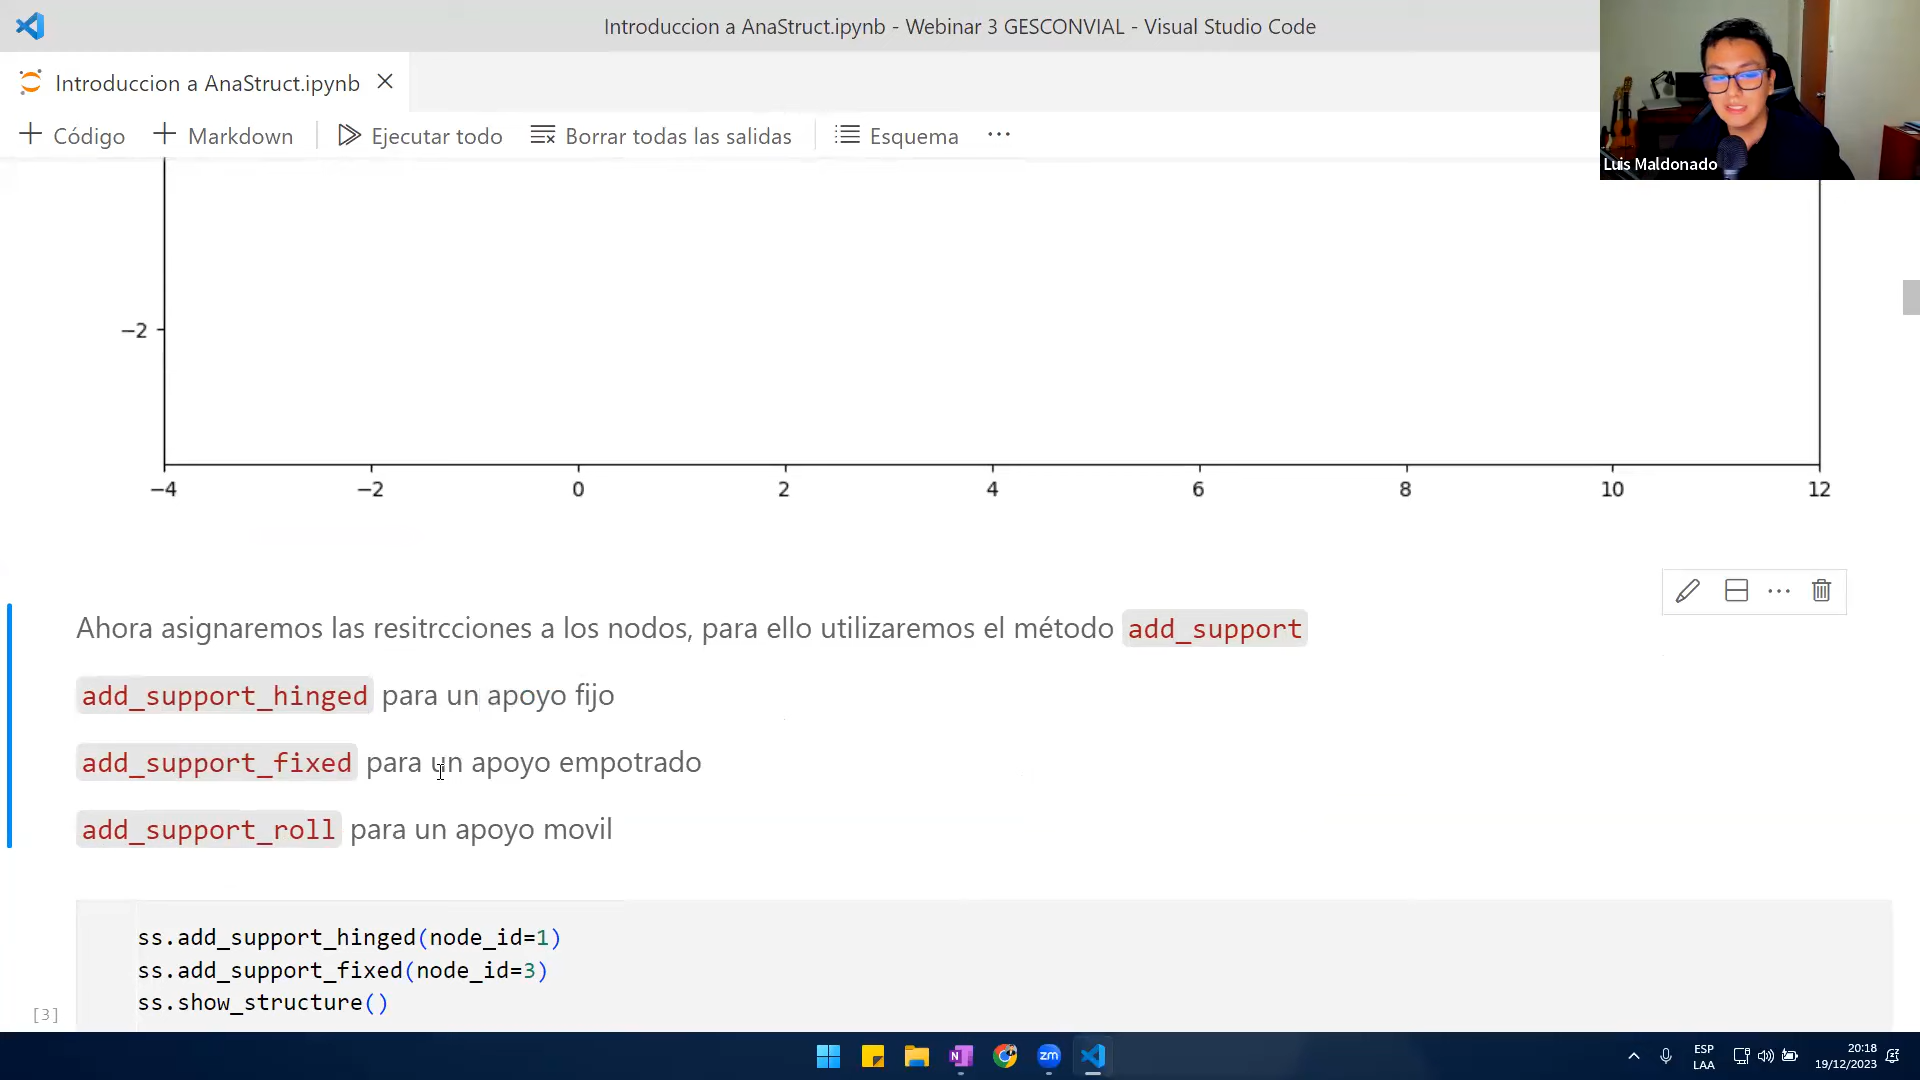 Introduccion a AnaStruct.ipynb - Webinar 3 GESCONVIAL - Visual Studio Code
Introduccion a AnaStruct.ipynb
Código Markdown Ejecutar todo Borrar todas las salidas Esquema
Luis Maldonado
−2
−4 −2 0 2 4 6 8 10 12
Ahora asignaremos las resitrcciones a los nodos, para ello utilizaremos el método add_support
add_support_hinged para un apoyo fijo
add_support_fixed para un apoyo empotrado
add_support_roll para un apoyo movil
ss.add_support_hinged(node_id=1)
ss.add_support_fixed(node_id=3)
ss.show_structure()
[3]
zm
ESP
LAA
20:18
19/12/2023